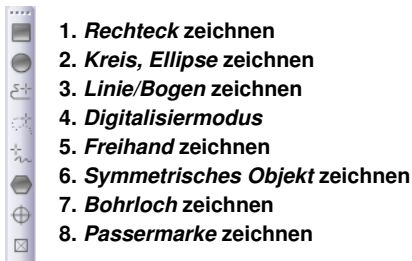 1. Rechteck zeichnen
2. Kreis, Ellipse zeichnen
3. Linie/Bogen zeichnen
4. Digitalisiermodus
5. Freihand zeichnen
6. Symmetrisches Objekt zeichnen
7. Bohrloch zeichnen
8. Passermarke zeichnen